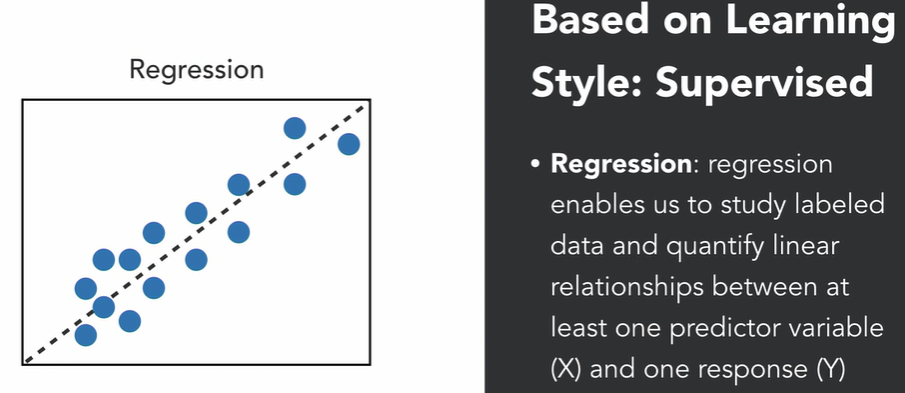 Regression
Based on Learning
Style: Supervised
• Regression: regression
enables us to study labeled
data and quantify linear
relationships between at
least one predictor variable
(X) and one response (Y)